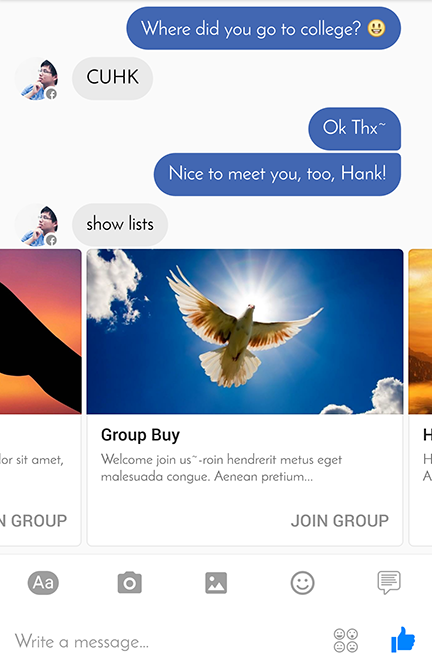 Where did you go to college? 😃
CUHK
Ok Thx~
Nice to meet you, too, Hank!
show lists
Group Buy
H
lor sit amet,
Welcome join us~-roin hendrerit metus eget
H
malesuada congue. Aenean pretium...
A
N GROUP
JOIN GROUP
Aa
Write a message...